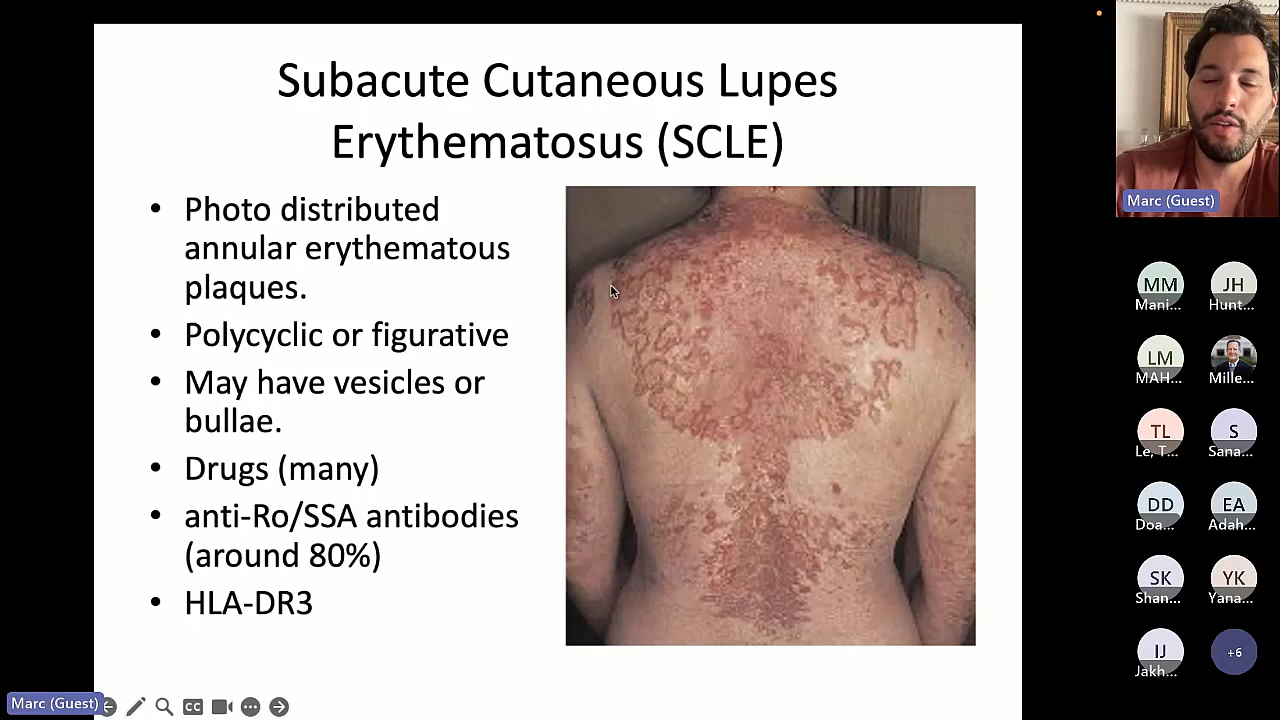 Subacute Cutaneous Lupes
Erythematosus (SCLE)
• Photo distributed
annular erythematous
plaques.
• Polycyclic or figurative
• May have vesicles or
bullae.
• Drugs (many)
• anti-Ro/SSA antibodies
(around 80%)
• HLA-DR3
Marc (Guest)
MM
Mani...
JH
Hunt...
LM
MAH...
Mille...
TL
Le, T...
S
Sana...
DD
Doa...
EA
Adah...
SK
Shan...
YK
Yana...
IJ
Jakh...
+6
Marc (Guest)
CC